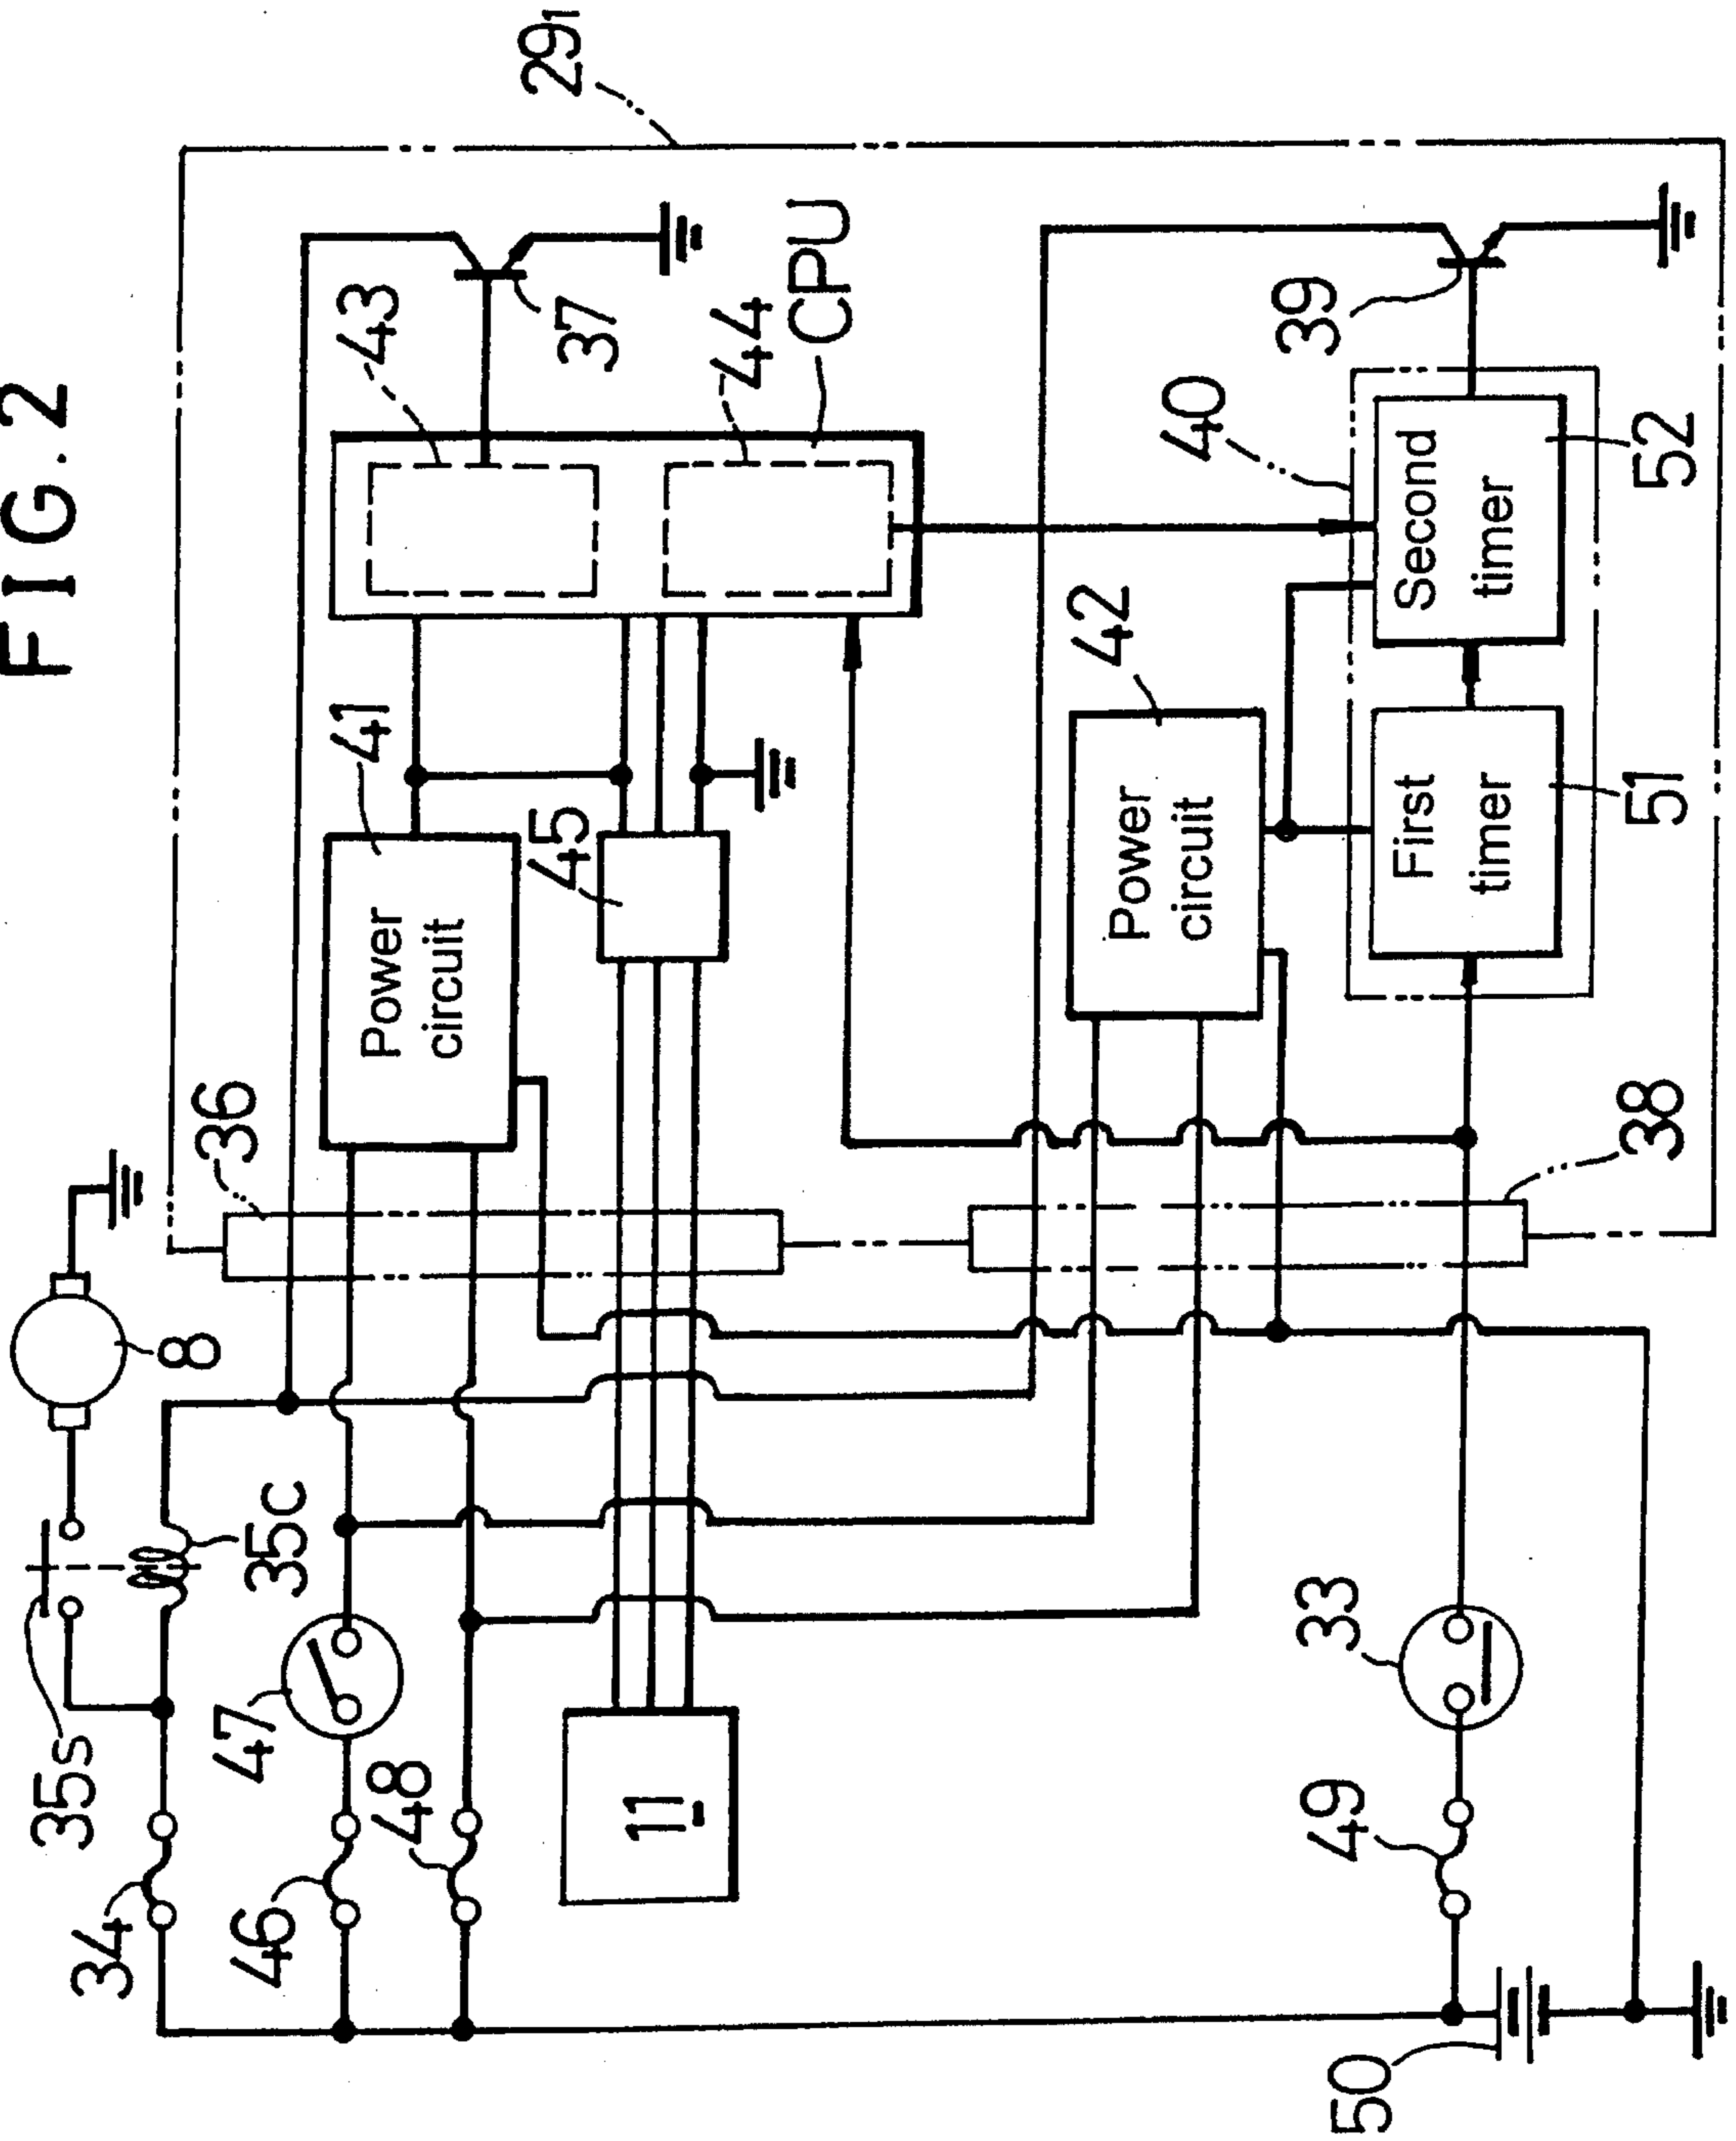 FIG.2
29₁
8
36
35s
35c
34
47
46
48
41
Power
circuit
43
37
44
CPU
45
11
42
Power
circuit
40
39
First
timer
Second
timer
51
52
38
33
49
50